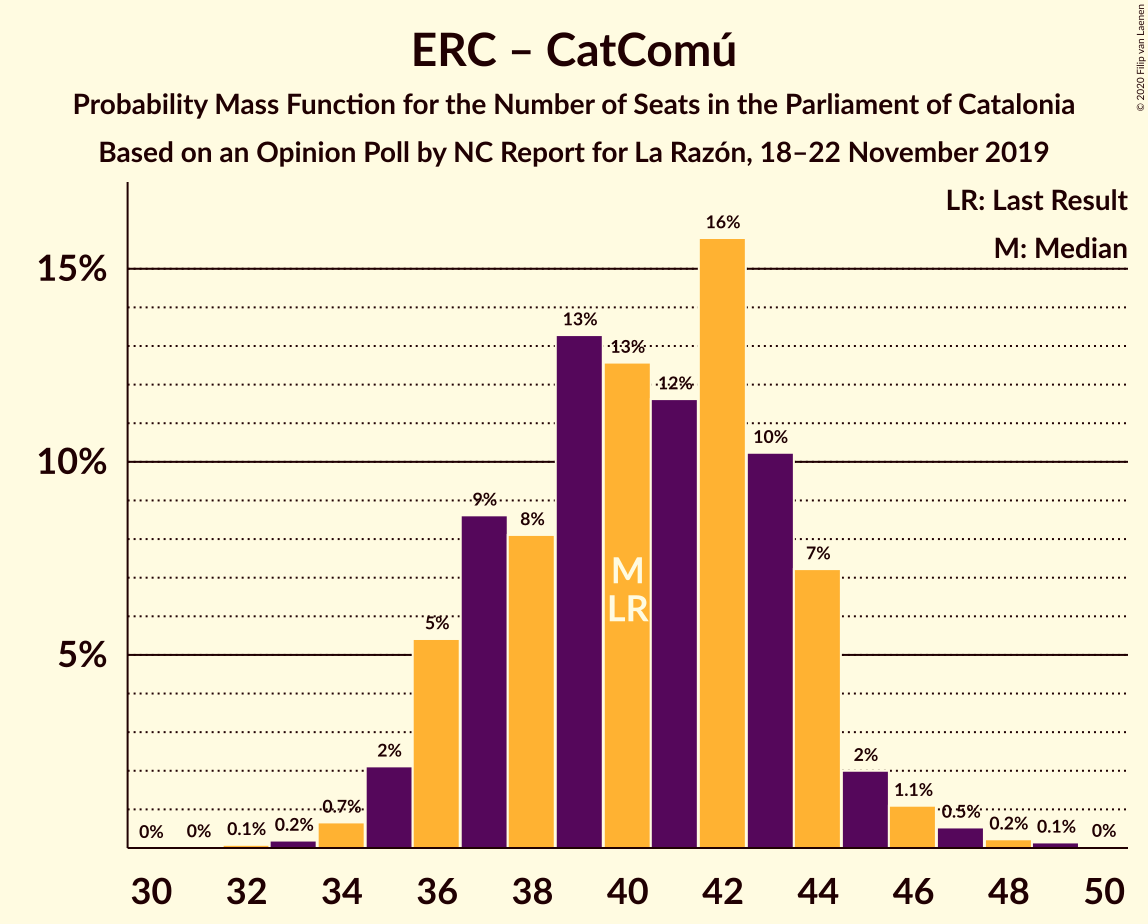 ERC – CatComú
Probability Mass Function for the Number of Seats in the Parliament of Catalonia
Based on an Opinion Poll by NC Report for La Razón, 18–22 November 2019
© 2020 Filip van Laenen
LR: Last Result
M: Median
15%
10%
5%
0%
0%
0.1%
0.2%
0.7%
2%
5%
9%
8%
13%
13%
12%
16%
10%
7%
2%
1.1%
0.5%
0.2%
0.1%
0%
M
LR
30 32 34 36 38 40 42 44 46 48 50